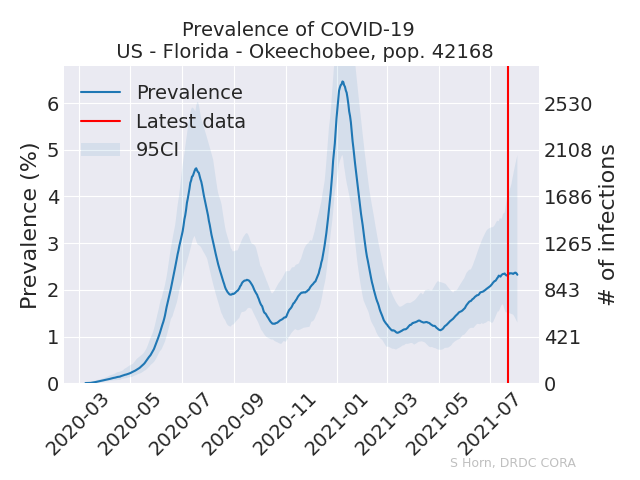 Prevalence of COVID-19
US - Florida - Okeechobee, pop. 42168
Prevalence
Latest data
95CI
Prevalence (%)
6
5
4
3
2
1
0
2530
2108
1686
1265
843
421
0
# of infections
2020-03
2020-05
2020-07
2020-09
2020-11
2021-01
2021-03
2021-05
2021-07
S Horn, DRDC CORA